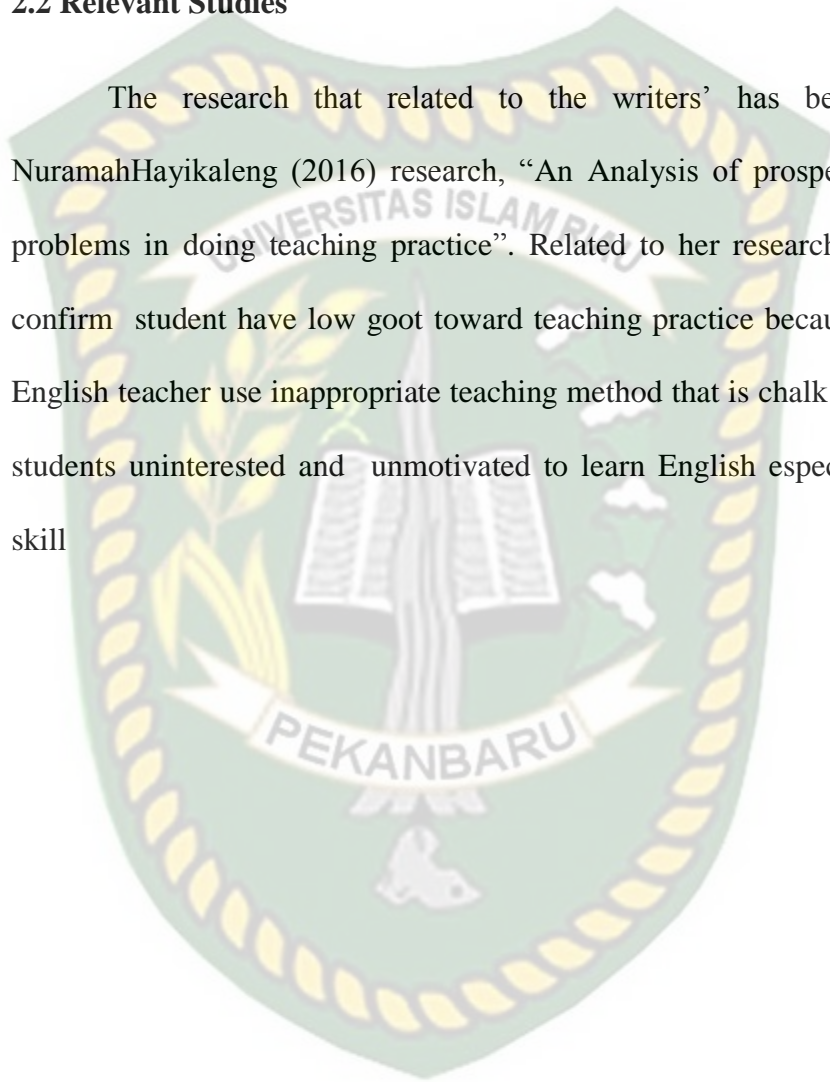 2.2 Relevant Studies
The research that related to the writers' has be
NuramahHayikaleng (2016) research, “An Analysis of prospe
problems in doing teaching practice”. Related to her research
confirm student have low goot toward teaching practice becau
English teacher use inappropriate teaching method that is chalk
students uninterested and unmotivated to learn English espec
skill
UNIVERSITAS ISLAM RIAU
PEKANBARU